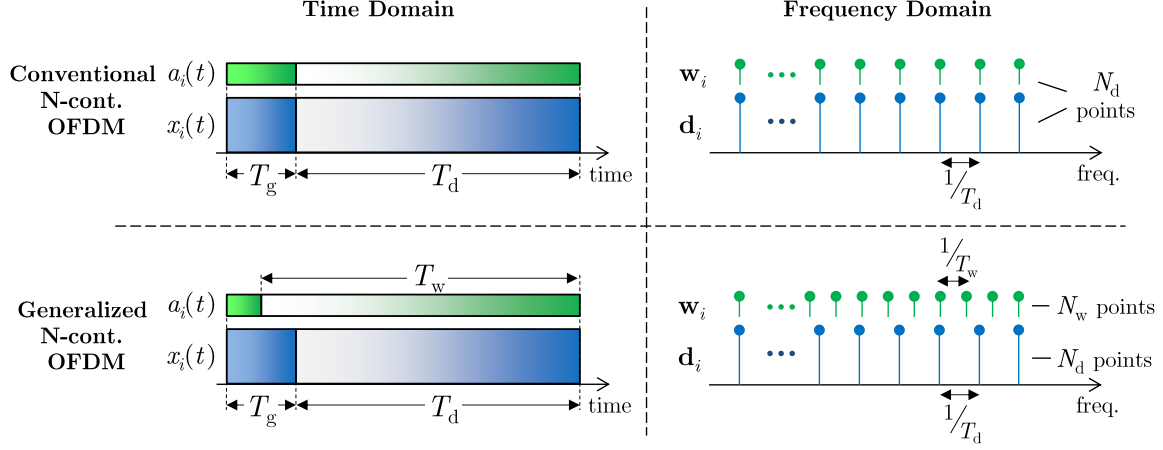 Time Domain
Frequency Domain
Conventional
N-cont.
OFDM
a_i(t)
x_i(t)
T_g
T_d
time
w_i
d_i
N_d
points
1/T_d
freq.
Generalized
N-cont.
OFDM
T_w
a_i(t)
x_i(t)
T_g
T_d
time
1/T_w
w_i
N_w points
d_i
N_d points
1/T_d
freq.